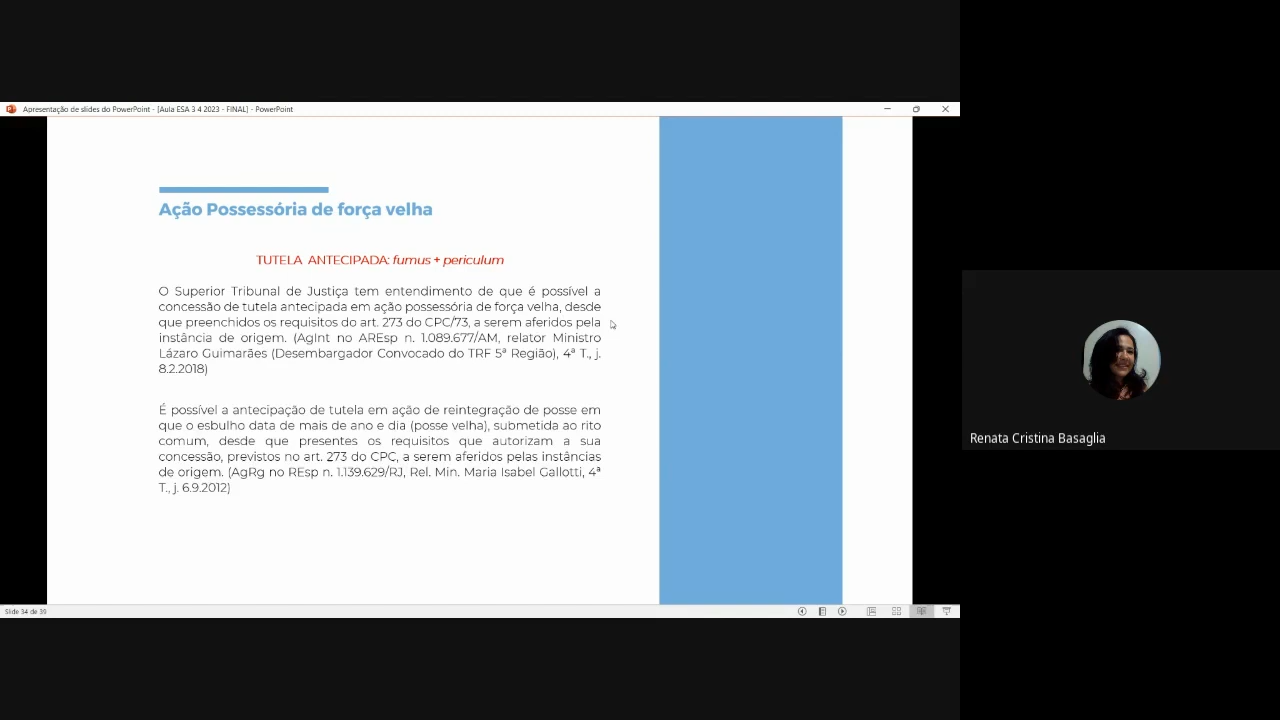 Apresentação de slides do PowerPoint - [Aula ESA 3 4 2023 - FINAL] - PowerPoint
Ação Possessória de força velha
TUTELA ANTECIPADA: fumus + periculum
O Superior Tribunal de Justiça tem entendimento de que é possível a
concessão de tutela antecipada em ação possessória de força velha, desde
que preenchidos os requisitos do art. 273 do CPC/73, a serem aferidos pela
instância de origem. (AgInt no AREsp n. 1.089.677/AM, relator Ministro
Lázaro Guimarães (Desembargador Convocado do TRF 5ª Região), 4ª T., j.
8.2.2018)
É possível a antecipação de tutela em ação de reintegração de posse em
que o esbulho data de mais de ano e dia (posse velha), submetida ao rito
comum, desde que presentes os requisitos que autorizam a sua
concessão, previstos no art. 273 do CPC, a serem aferidos pelas instâncias
de origem. (AgRg no REsp n. 1.139.629/RJ, Rel. Min. Maria Isabel Gallotti, 4ª
T., j. 6.9.2012)
Renata Cristina Basaglia
Slide 34 de 39